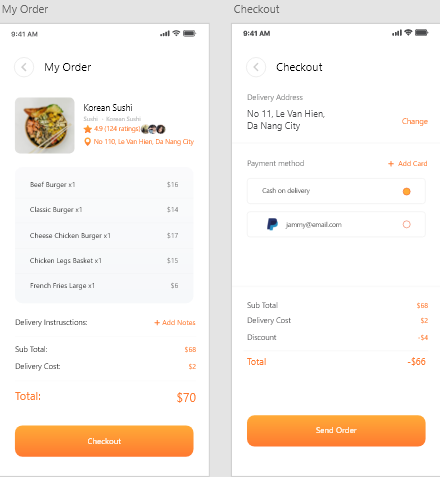 My Order
9:41 AM
My Order
Korean Sushi
Sushi - Korean Sushi
4.9 (124 ratings)
No 110, Le Van Hien, Da Nang City
Beef Burger x1 $16
Classic Burger x1 $14
Cheese Chicken Burger x1 $17
Chicken Legs Basket x1 $15
French Fries Large x1 $6
Delivery Instrusctions: + Add Notes
Sub Total: $68
Delivery Cost: $2
Total: $70
Checkout
Checkout
9:41 AM
Checkout
Delivery Address
No 11, Le Van Hien,
Da Nang City
Change
Payment method + Add Card
Cash on delivery
jammy@email.com
Sub Total $68
Delivery Cost $2
Discount -$4
Total -$66
Send Order